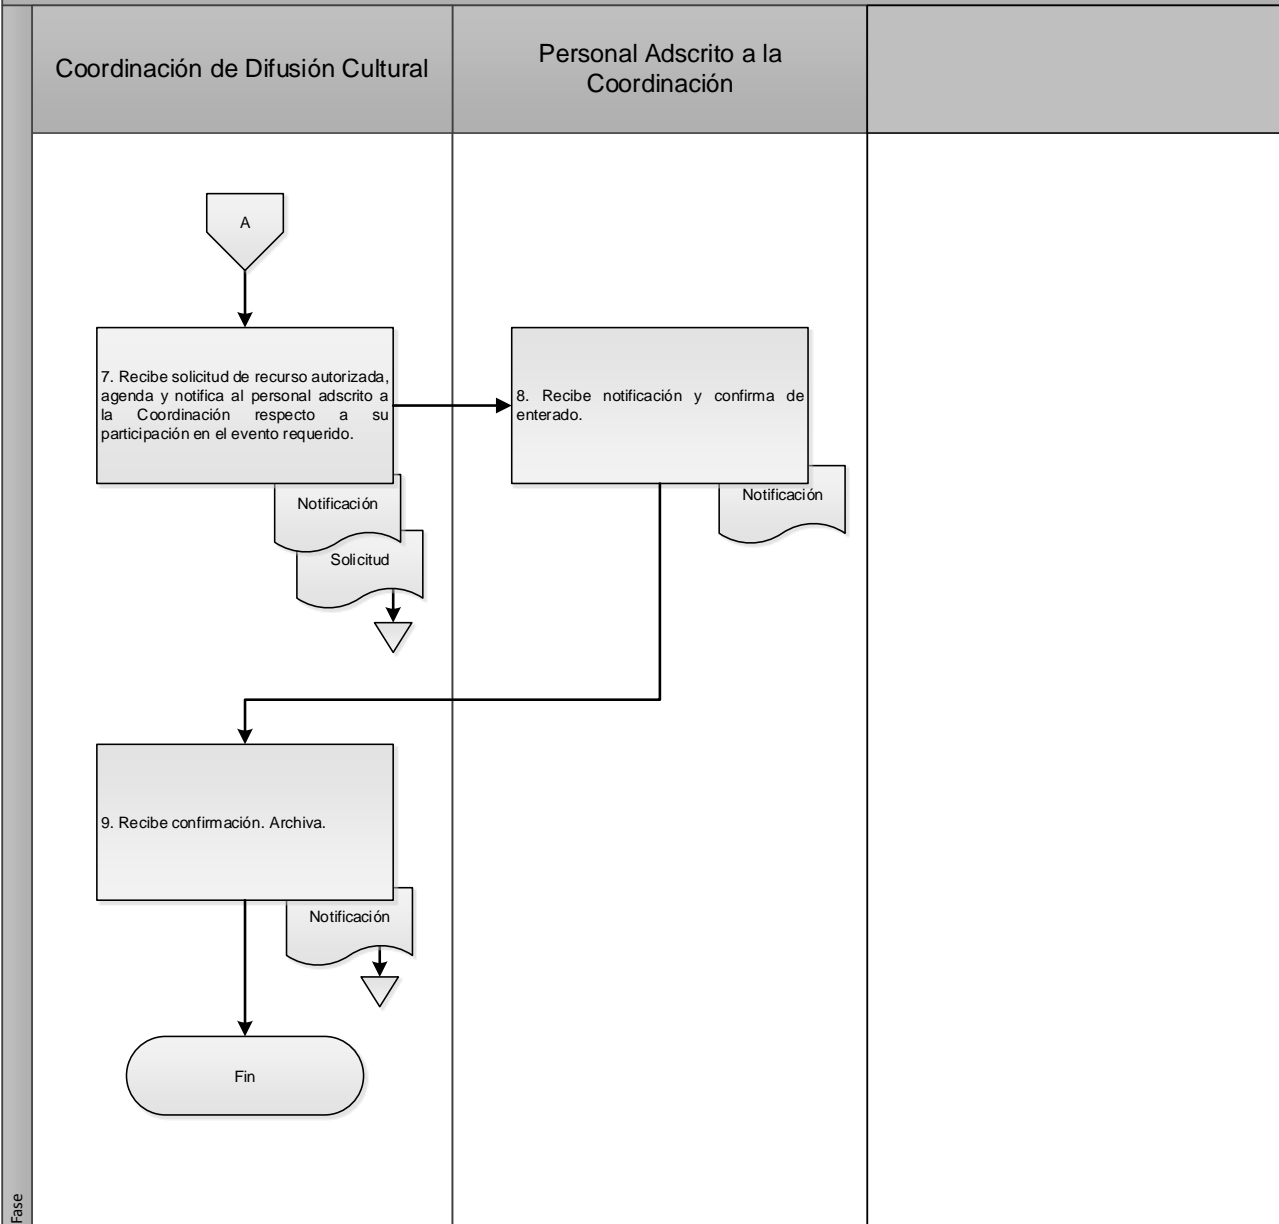 Coordinación de Difusión Cultural
Personal Adscrito a la
Coordinación
A
7. Recibe solicitud de recurso autorizada,
agenda y notifica al personal adscrito a
la Coordinación respecto a su
participación en el evento requerido.
8. Recibe notificación y confirma de
enterado.
Notificación
Solicitud
Notificación
9. Recibe confirmación. Archiva.
Notificación
Fin
Fase